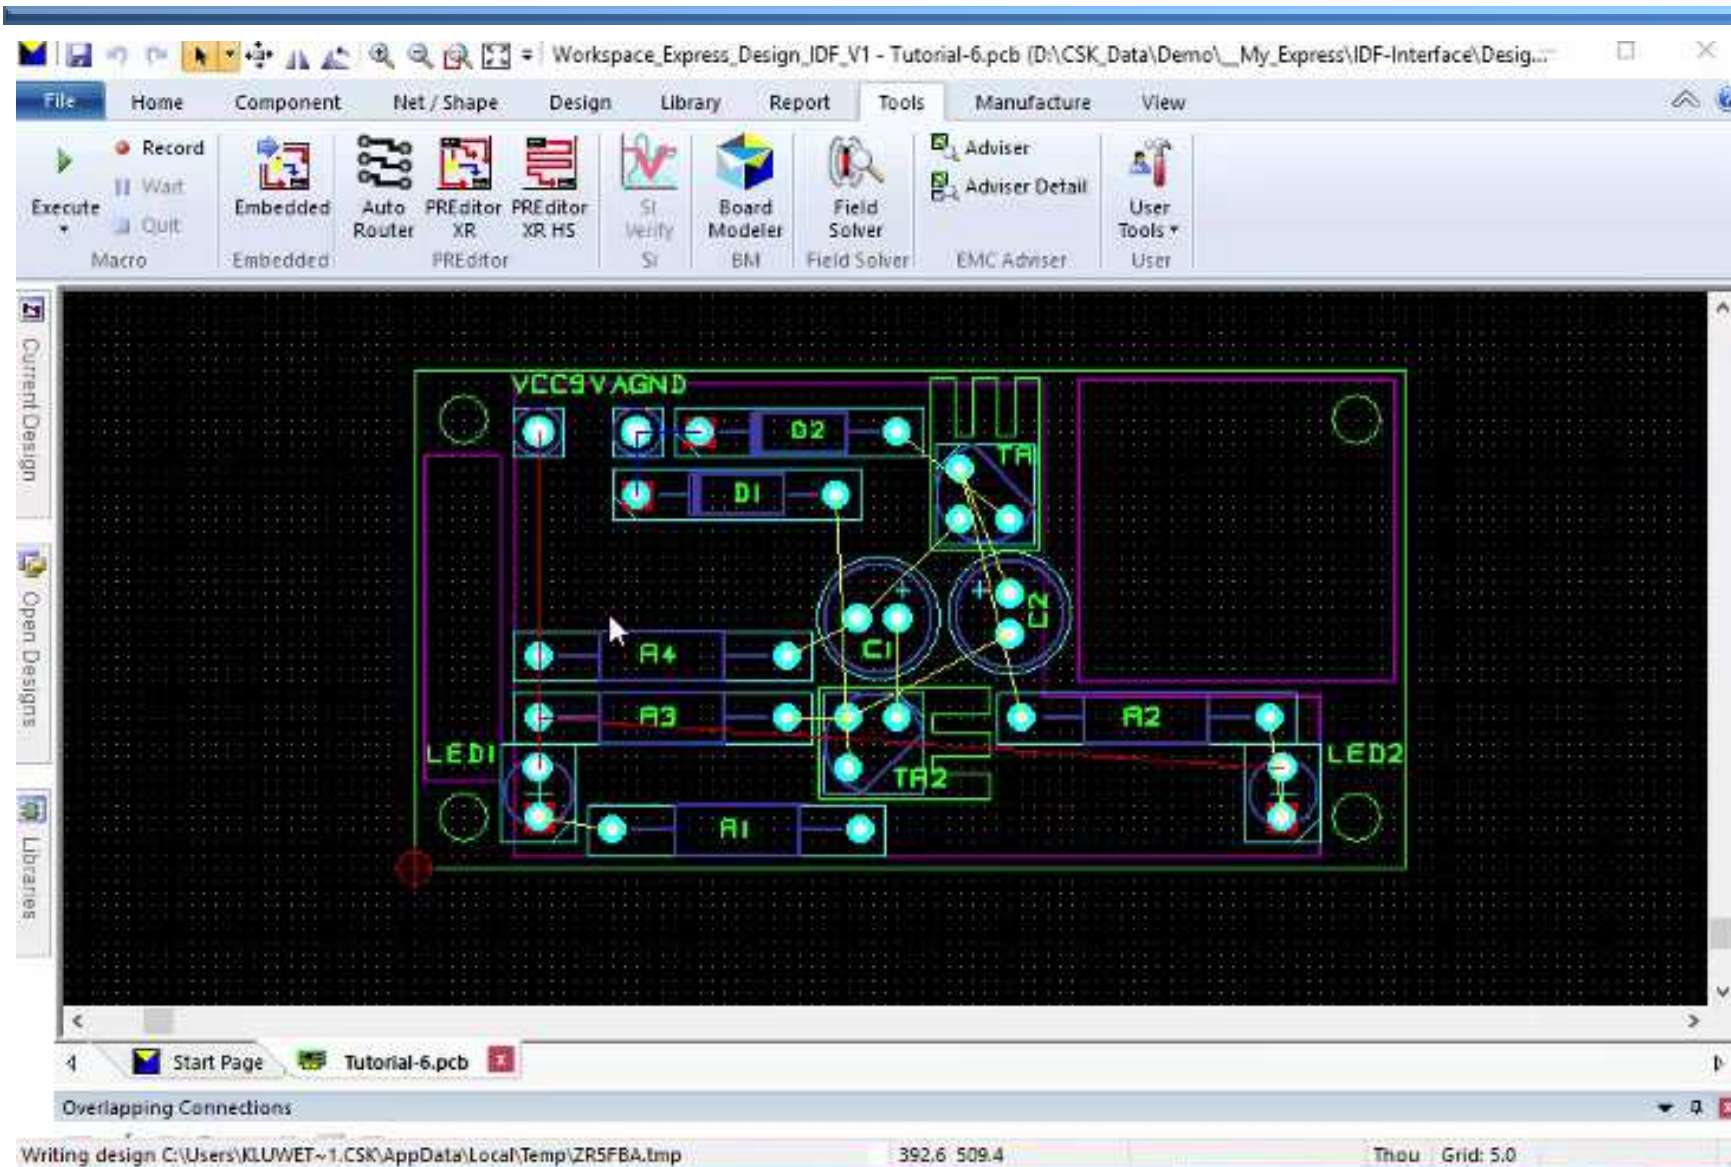 Workspace_Express_Design_IDF_V1 - Tutorial-6.pcb (D:\CSK_Data\Demo\__My_Express\IDF-Interface\Desig...
File Home Component Net / Shape Design Library Report Tools Manufacture View
Execute
Record
Wait
Quit
Macro
Embedded
Embedded
Auto Router
PREditor XR
PREditor XR HS
PREditor
SI Verify
SI
Board Modeler
BM
Field Solver
Field Solver
Adviser
Adviser Detail
EMC Adviser
User Tools
User
Current Design
Open Designs
Libraries
VCC9V AGND
D2
TR
D1
C2
C1
R4
R3
R2
LED1
LED2
TR2
R1
Start Page
Tutorial-6.pcb
Overlapping Connections
Writing design C:\Users\KLUWET~1.CSK\AppData\Local\Temp\ZR5FBA.tmp
392.6 509.4
Thou
Grid: 5.0